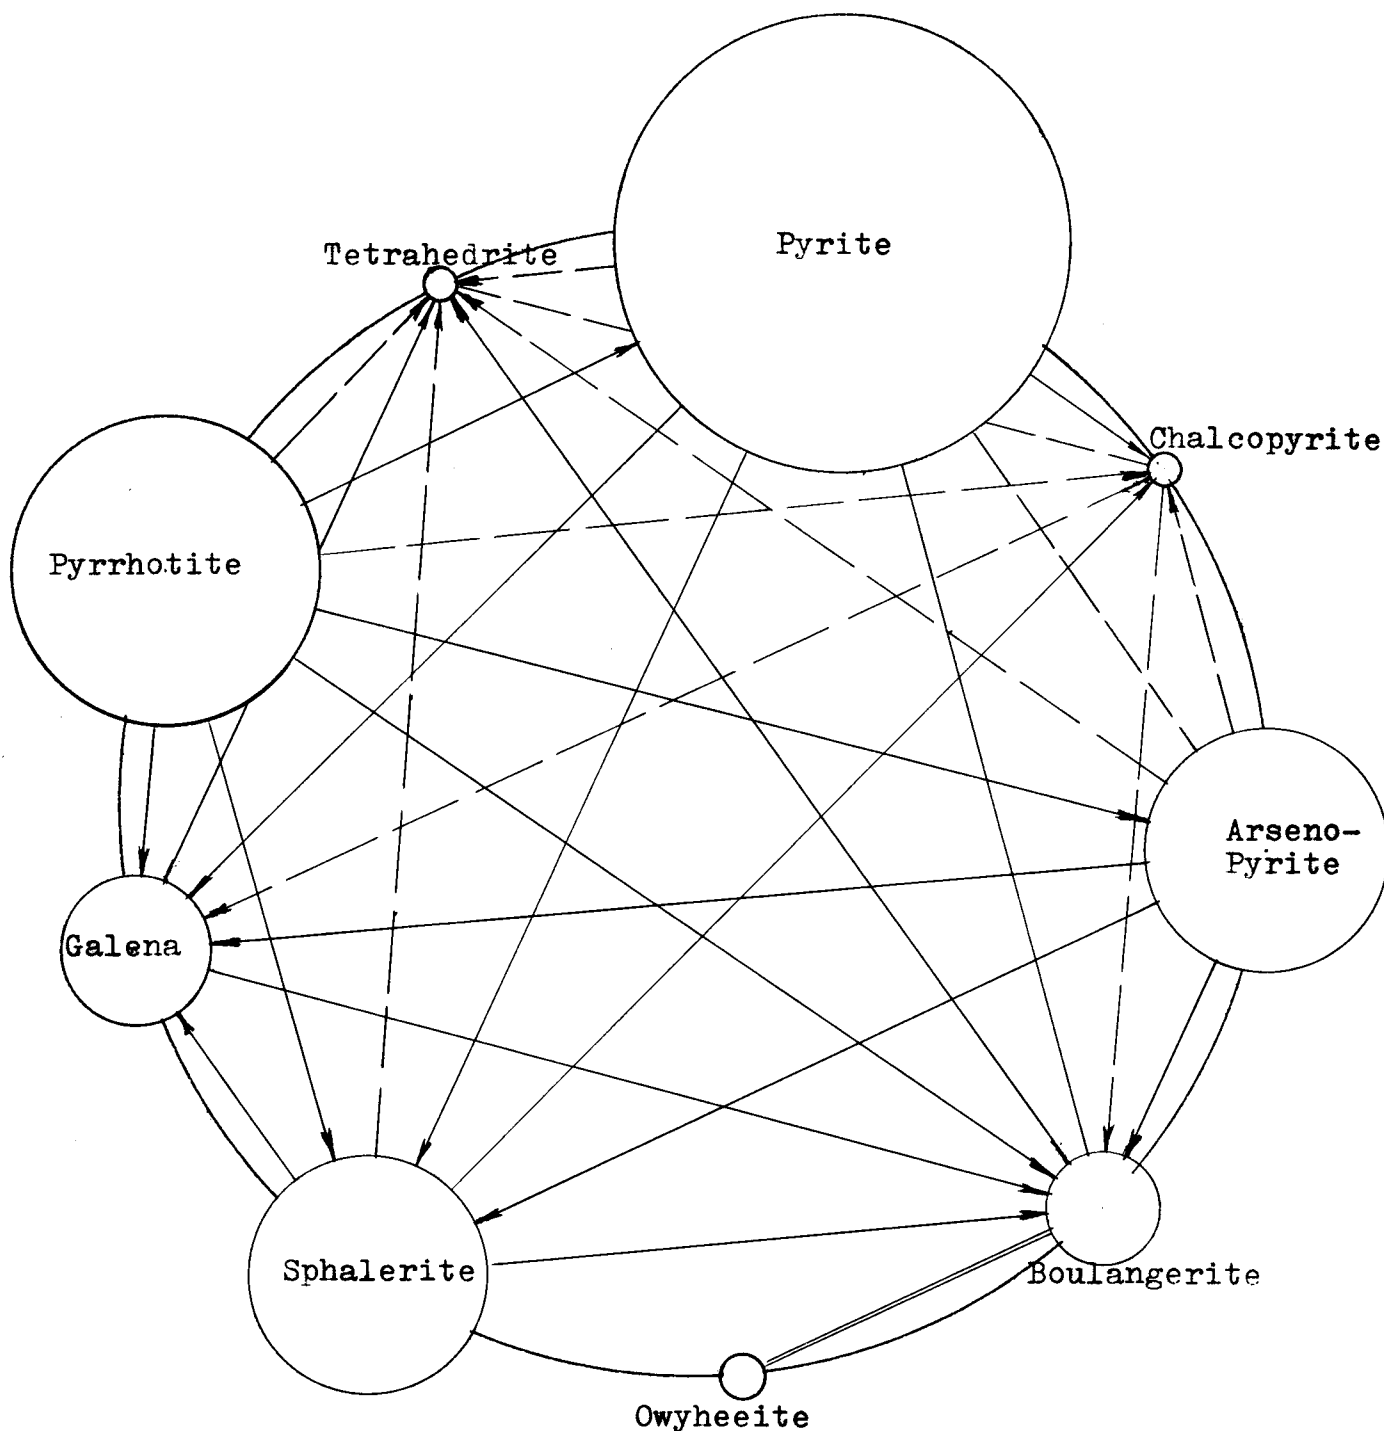 Pyrite
Tetrahedrite
Chalcopyrite
Pyrrhotite
Arseno-
Pyrite
Galena
Sphalerite
Boulangerite
Owyheeite